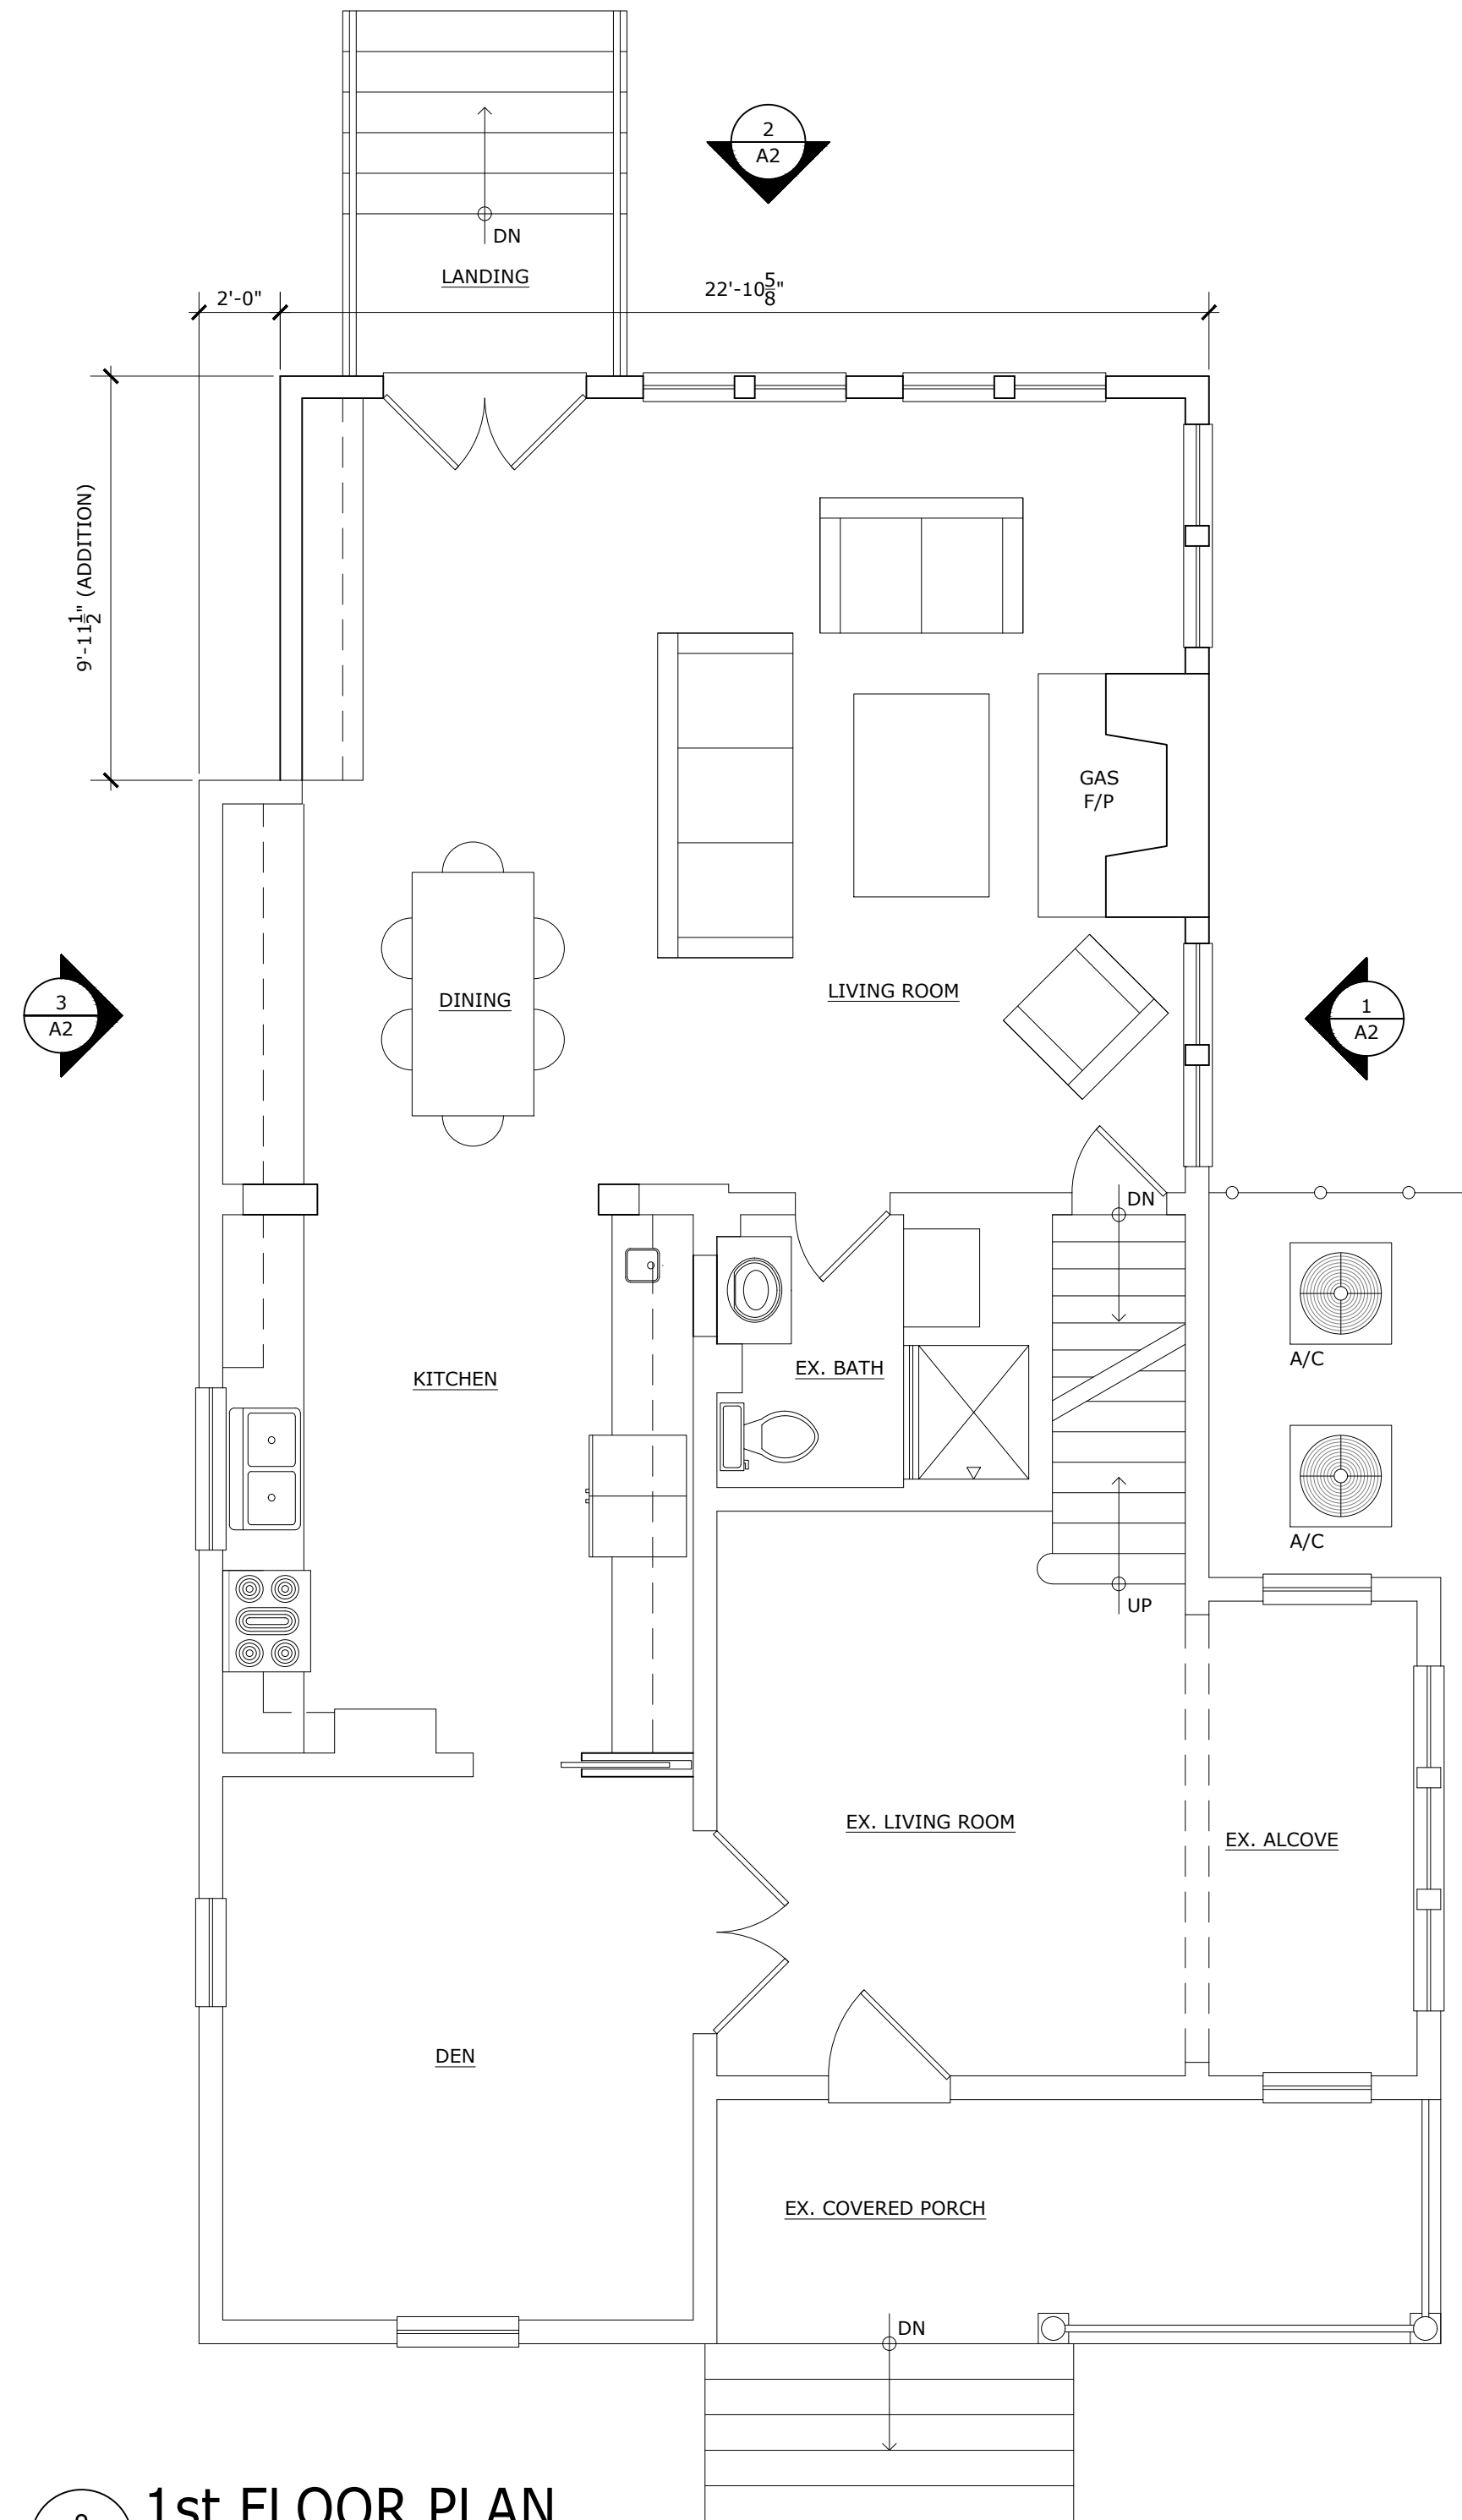 2
A2
DN
LANDING
2'-0"
22'-10 5/8"
9'-11 1/2" (ADDITION)
GAS
F/P
3
A2
DINING
LIVING ROOM
1
A2
DN
A/C
EX. BATH
KITCHEN
A/C
UP
EX. LIVING ROOM
EX. ALCOVE
DEN
EX. COVERED PORCH
DN
1st FLOOR PLAN